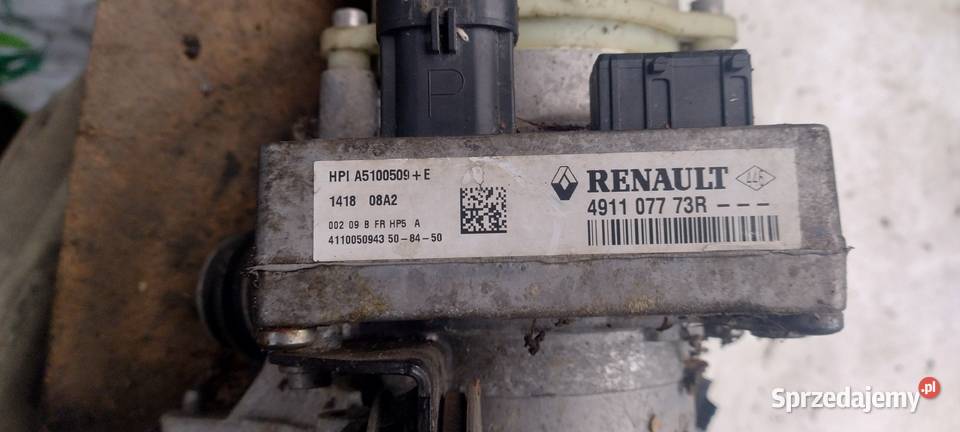 P
HPI A5100509+E
1418 08A2
002 09 B FR HP5 A
4110050943 50-84-50
RENAULT
4911 077 73R - - -
Sprzedajemy.pl